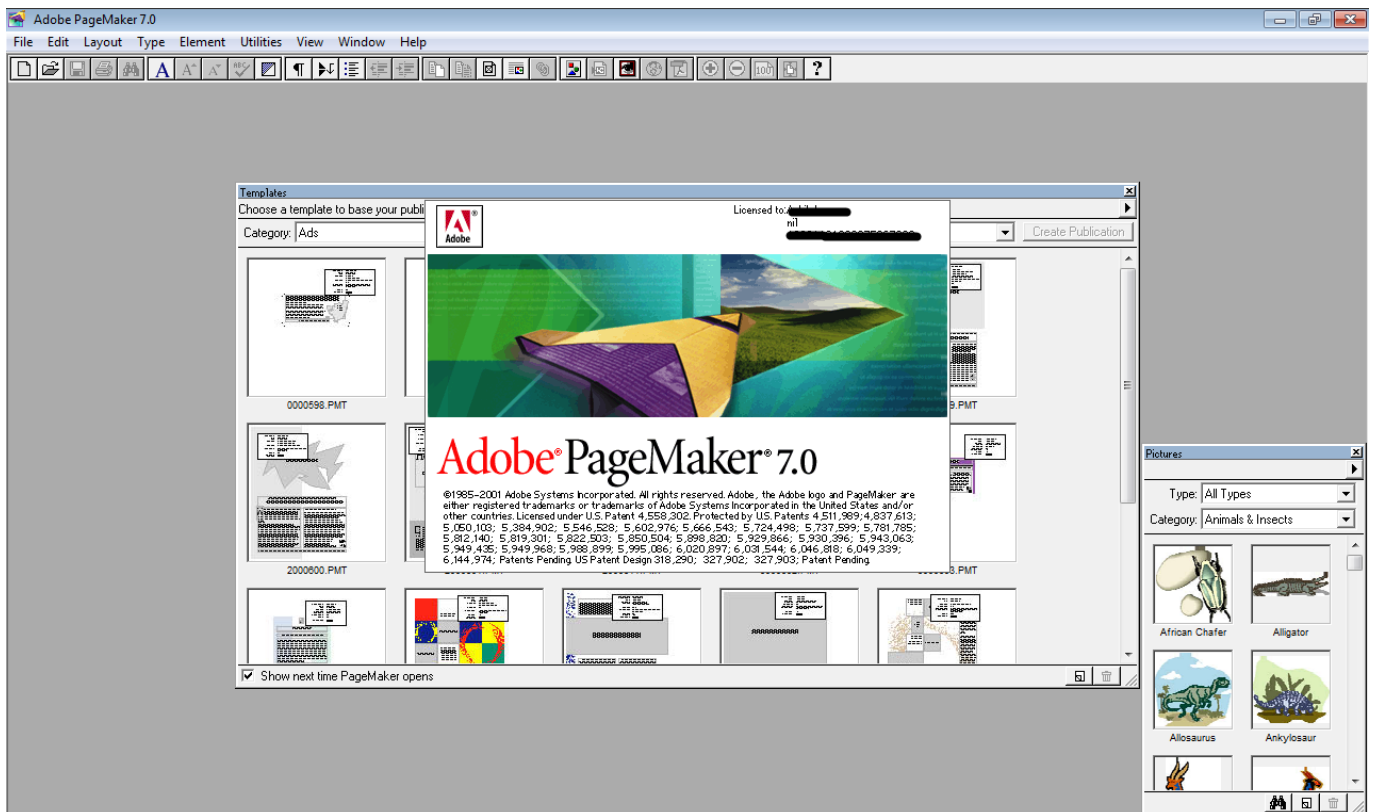 Adobe PageMaker 7.0
File Edit Layout Type Element Utilities View Window Help
Templates
Choose a template to base your publi
Category: Ads
Create Publication
Adobe
Licensed to:
nil
Adobe® PageMaker® 7.0
©1985–2001 Adobe Systems Incorporated. All rights reserved. Adobe, the Adobe logo and PageMaker are
either registered trademarks or trademarks of Adobe Systems Incorporated in the United States and/or
other countries. Licensed under U.S. Patent 4,558,302. Protected by U.S. Patents 4,511,989; 4,837,613;
5,050,103; 5,384,902; 5,546,528; 5,602,976; 5,666,543; 5,724,498; 5,737,599; 5,781,785;
5,812,140; 5,819,301; 5,822,503; 5,850,504; 5,898,820; 5,929,866; 5,930,396; 5,943,063;
5,949,435; 5,949,968; 5,988,899; 5,995,086; 6,020,897; 6,031,544; 6,046,818; 6,049,339;
6,144,974; Patents Pending. US Patent Design 318,290; 327,902; 327,903; Patent Pending.
0000598.PMT
9.PMT
2000600.PMT
3.PMT
Show next time PageMaker opens
Pictures
Type: All Types
Category: Animals & Insects
African Chafer Alligator
Allosaurus Ankylosaur